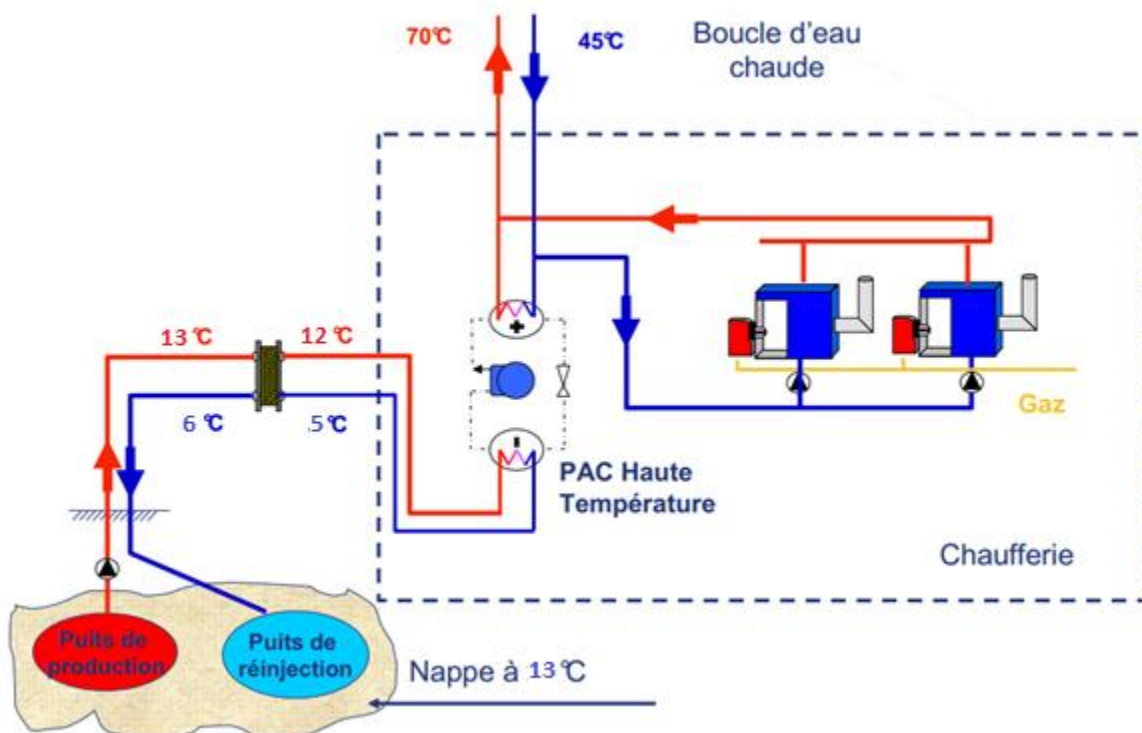 70°C
45°C
Boucle d'eau
chaude
13°C
12°C
6°C
.5°C
+
-
Gaz
PAC Haute
Température
Chaufferie
Puits de
production
Puits de
réinjection
Nappe à 13°C